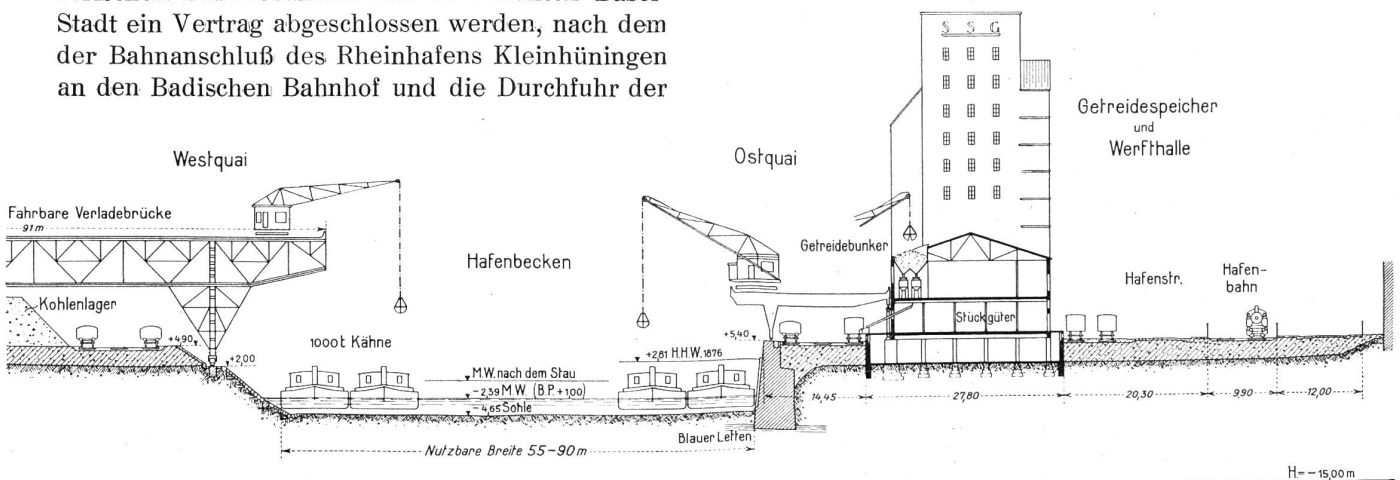 Stadt ein Vertrag abgeschlossen werden, nach dem
der Bahnanschluß des Rheinhafens Kleinhüningen
an den Badischen Bahnhof und die Durchfuhr der
S S G
Getreidespeicher
und
Werfthalle
Westquai
Ostquai
Fahrbare Verladebrücke
91 m
Getreidebunker
Hafenbecken
Hafenstr.
Hafen-
bahn
Kohlenlager
Stückgüter
+4,90
1000 t Kähne
+5,40
+2,00
+2,81 H.H.W. 1876
M.W. nach dem Stau
-2,39 M.W. (B.P. +1,00)
-4,65 Sohle
14,45
27,80
20,30
9,90
12,00
Blauer Letten
Nutzbare Breite 55-90 m
H = -15,00 m